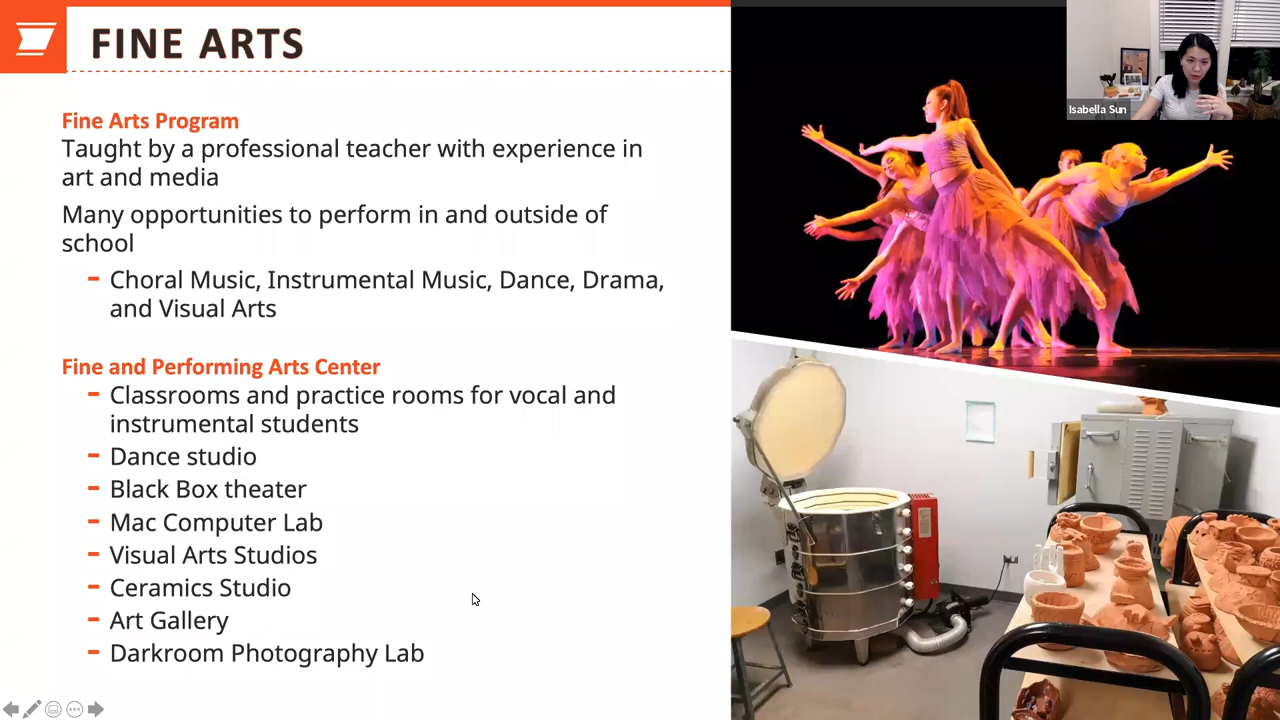 FINE ARTS
Fine Arts Program
Taught by a professional teacher with experience in
art and media
Many opportunities to perform in and outside of
school
- Choral Music, Instrumental Music, Dance, Drama,
and Visual Arts
Fine and Performing Arts Center
- Classrooms and practice rooms for vocal and
instrumental students
- Dance studio
- Black Box theater
- Mac Computer Lab
- Visual Arts Studios
- Ceramics Studio
- Art Gallery
- Darkroom Photography Lab
Isabella Sun